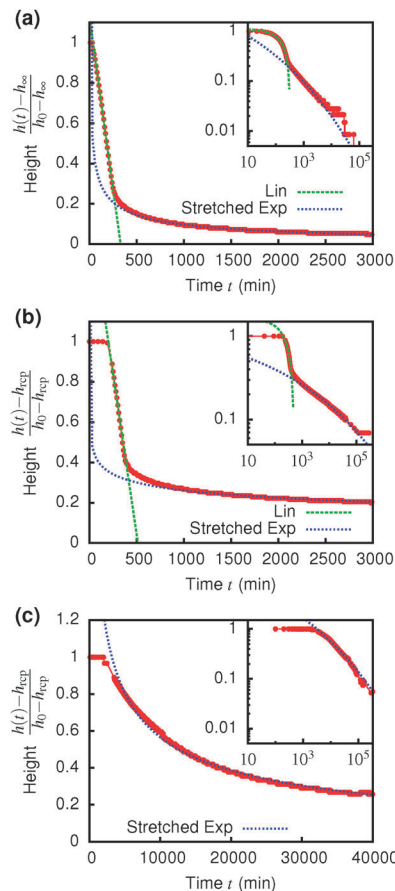 (a)
Height (h(t)−h∞)/(h0−h∞)
1
0.8
0.6
0.4
0.2
0
1
0.1
0.01
10 10³ 10⁵
Lin
Stretched Exp
0 500 1000 1500 2000 2500 3000
Time t (min)
(b)
Height (h(t)−hrcp)/(h0−hrcp)
1
0.8
0.6
0.4
0.2
0
1
0.1
10 10³ 10⁵
Lin
Stretched Exp
0 500 1000 1500 2000 2500 3000
Time t (min)
(c)
Height (h(t)−hrcp)/(h0−hrcp)
1.2
1
0.8
0.6
0.4
0.2
0
1
0.1
0.01
10 10³ 10⁵
Stretched Exp
0 10000 20000 30000 40000
Time t (min)